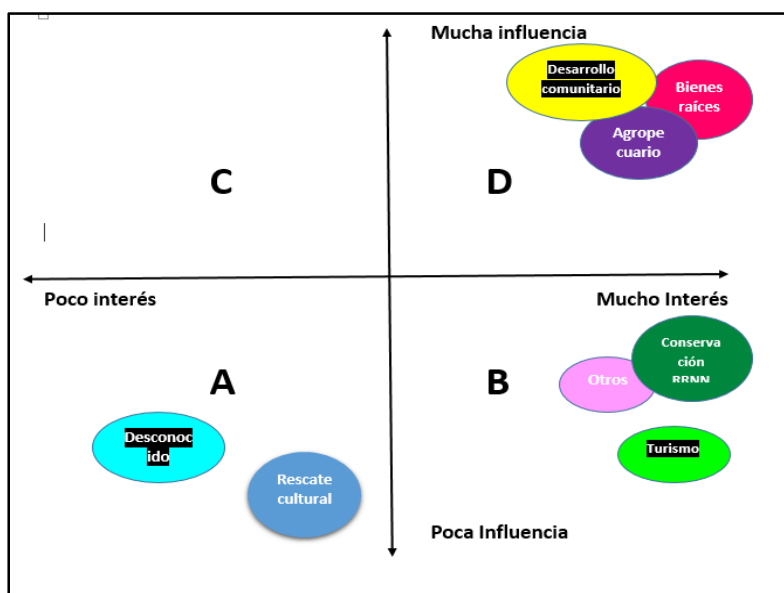 Mucha influencia
Desarrollo
comunitario
Bienes
raíces
Agrope
cuario
C
D
Poco interés
Mucho Interés
Conserva
ción
RRNN
Otros
A
B
Desconoc
ido
Turismo
Rescate
cultural
Poca Influencia